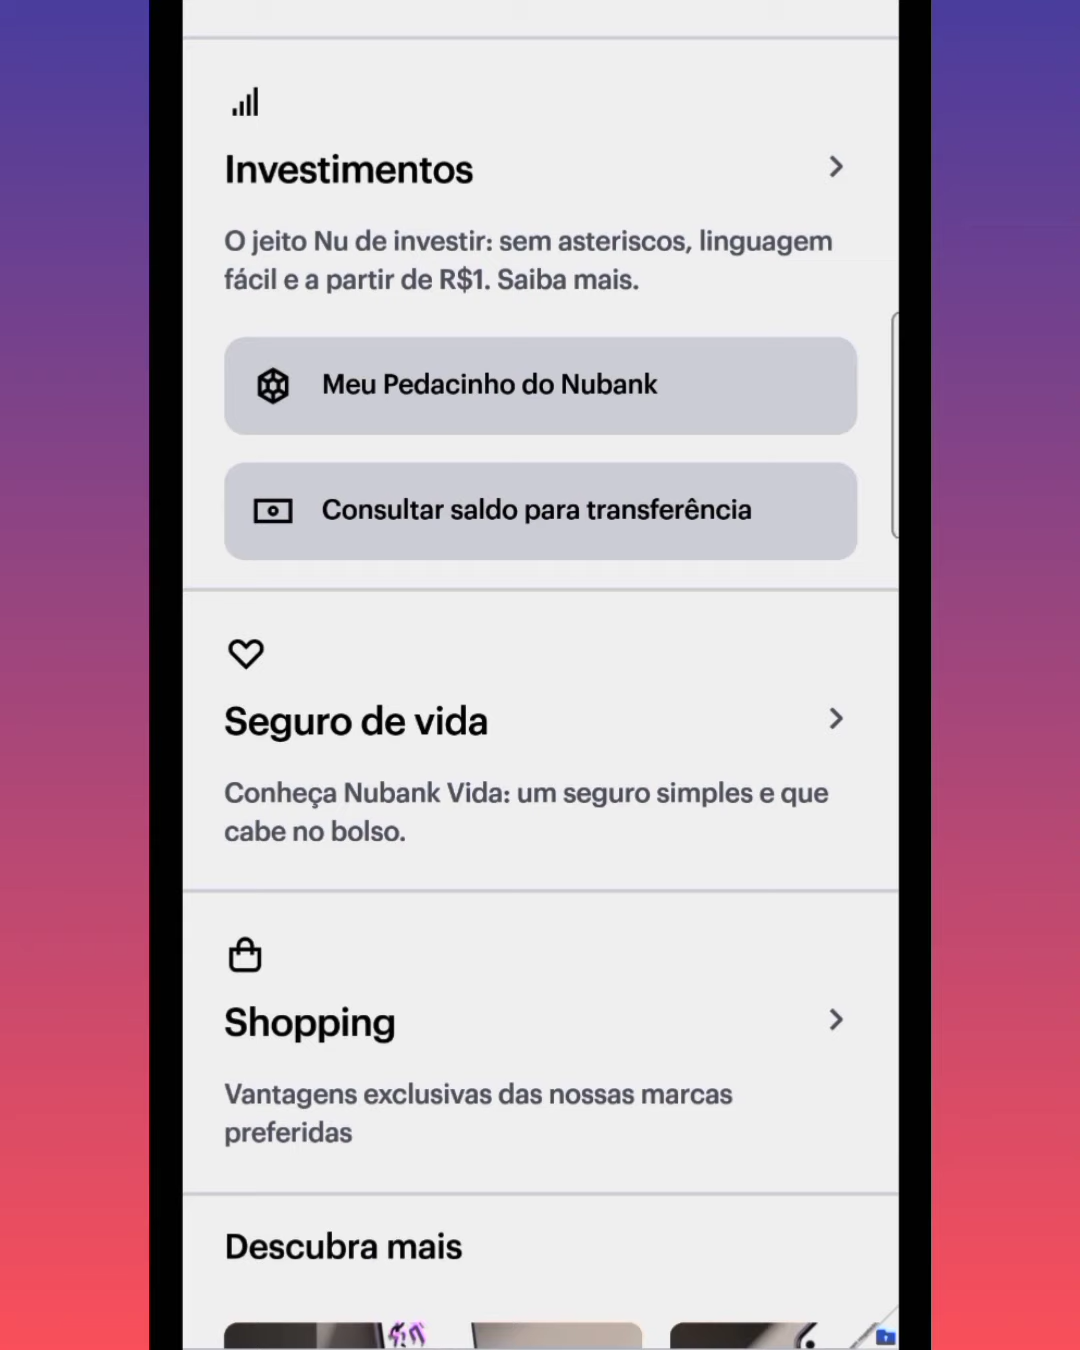 Investimentos
O jeito Nu de investir: sem asteriscos, linguagem
fácil e a partir de R$1. Saiba mais.
Meu Pedacinho do Nubank
Consultar saldo para transferência
Seguro de vida
Conheça Nubank Vida: um seguro simples e que
cabe no bolso.
Shopping
Vantagens exclusivas das nossas marcas
preferidas
Descubra mais